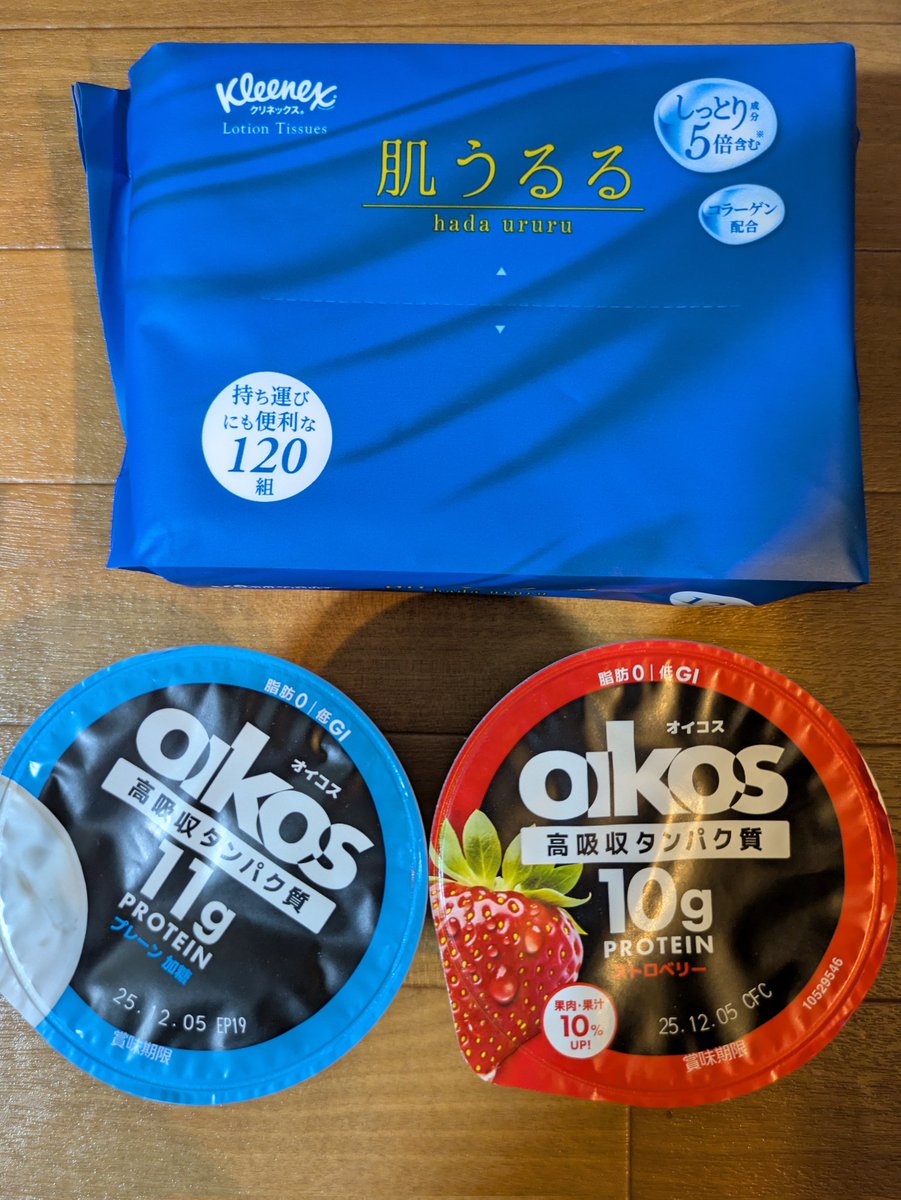 Kleenex
クリネックス®
Lotion Tissues
肌うるる
hada ururu
しっとり成分
5倍含む※
コラーゲン
配合
持ち運び
にも便利な
120
組
hada ururu
脂肪0|低GI
オイコス
oikos
高吸収タンパク質
11g
PROTEIN
プレーン 加糖
25.12.05 EP19
賞味期限
脂肪0|低GI
オイコス
oikos
高吸収タンパク質
10g
PROTEIN
ストロベリー
果肉・果汁
10%
UP!
25.12.05 CFC
賞味期限
10529546